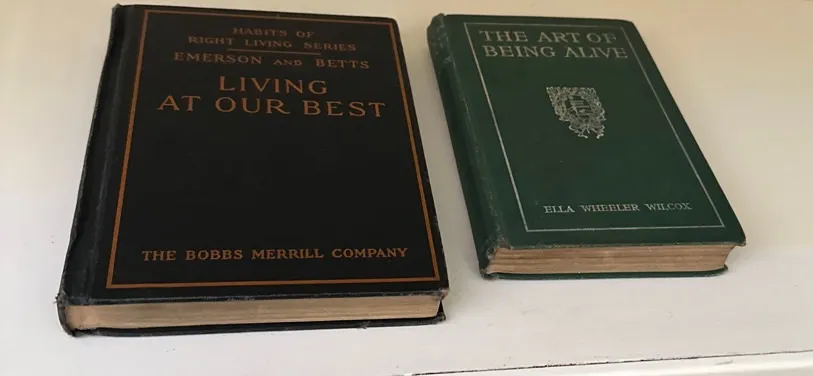 HABITS OF
RIGHT LIVING SERIES
EMERSON AND BETTS
LIVING
AT OUR BEST
THE BOBBS MERRILL COMPANY
THE ART OF
BEING ALIVE
ELLA WHEELER WILCOX